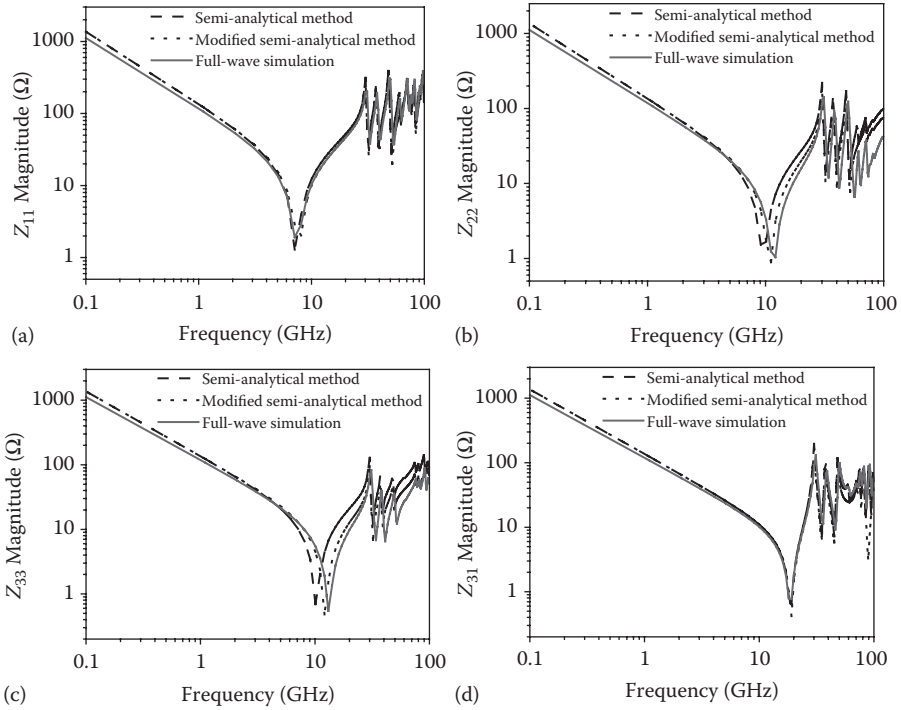 Semi-analytical method
Modified semi-analytical method
Full-wave simulation
1000
100
10
1
Z11 Magnitude (Ω)
0.1 1 10 100
Frequency (GHz)
(a)
Semi-analytical method
Modified semi-analytical method
Full-wave simulation
1000
100
10
1
Z22 Magnitude (Ω)
0.1 1 10 100
Frequency (GHz)
(b)
Semi-analytical method
Modified semi-analytical method
Full-wave simulation
1000
100
10
1
Z33 Magnitude (Ω)
0.1 1 10 100
Frequency (GHz)
(c)
Semi-analytical method
Modified semi-analytical method
Full-wave simulation
1000
100
10
1
Z31 Magnitude (Ω)
0.1 1 10 100
Frequency (GHz)
(d)